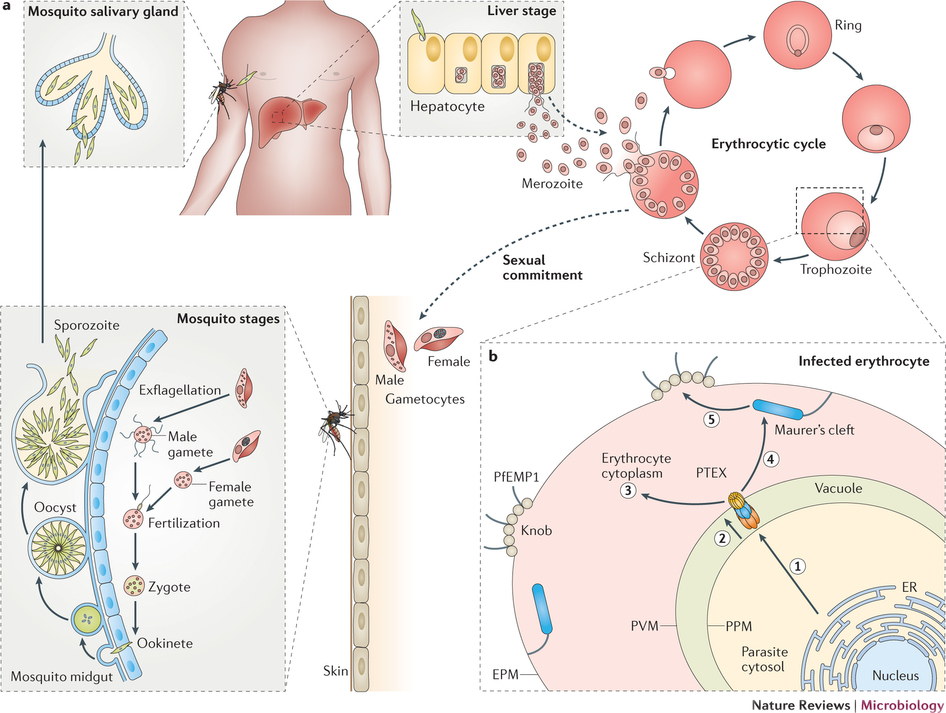 a
Mosquito salivary gland
Liver stage
Hepatocyte
Merozoite
Ring
Erythrocytic cycle
Trophozoite
Schizont
Sexual
commitment
Male
Female
Gametocytes
Skin
Mosquito stages
Sporozoite
Exflagellation
Male
gamete
Female
gamete
Oocyst
Fertilization
Zygote
Ookinete
Mosquito midgut
b
Infected erythrocyte
5
Maurer's cleft
Erythrocyte
cytoplasm
3
PTEX
4
PfEMP1
Knob
Vacuole
2
1
ER
PVM
PPM
Parasite
cytosol
EPM
Nucleus
Nature Reviews | Microbiology